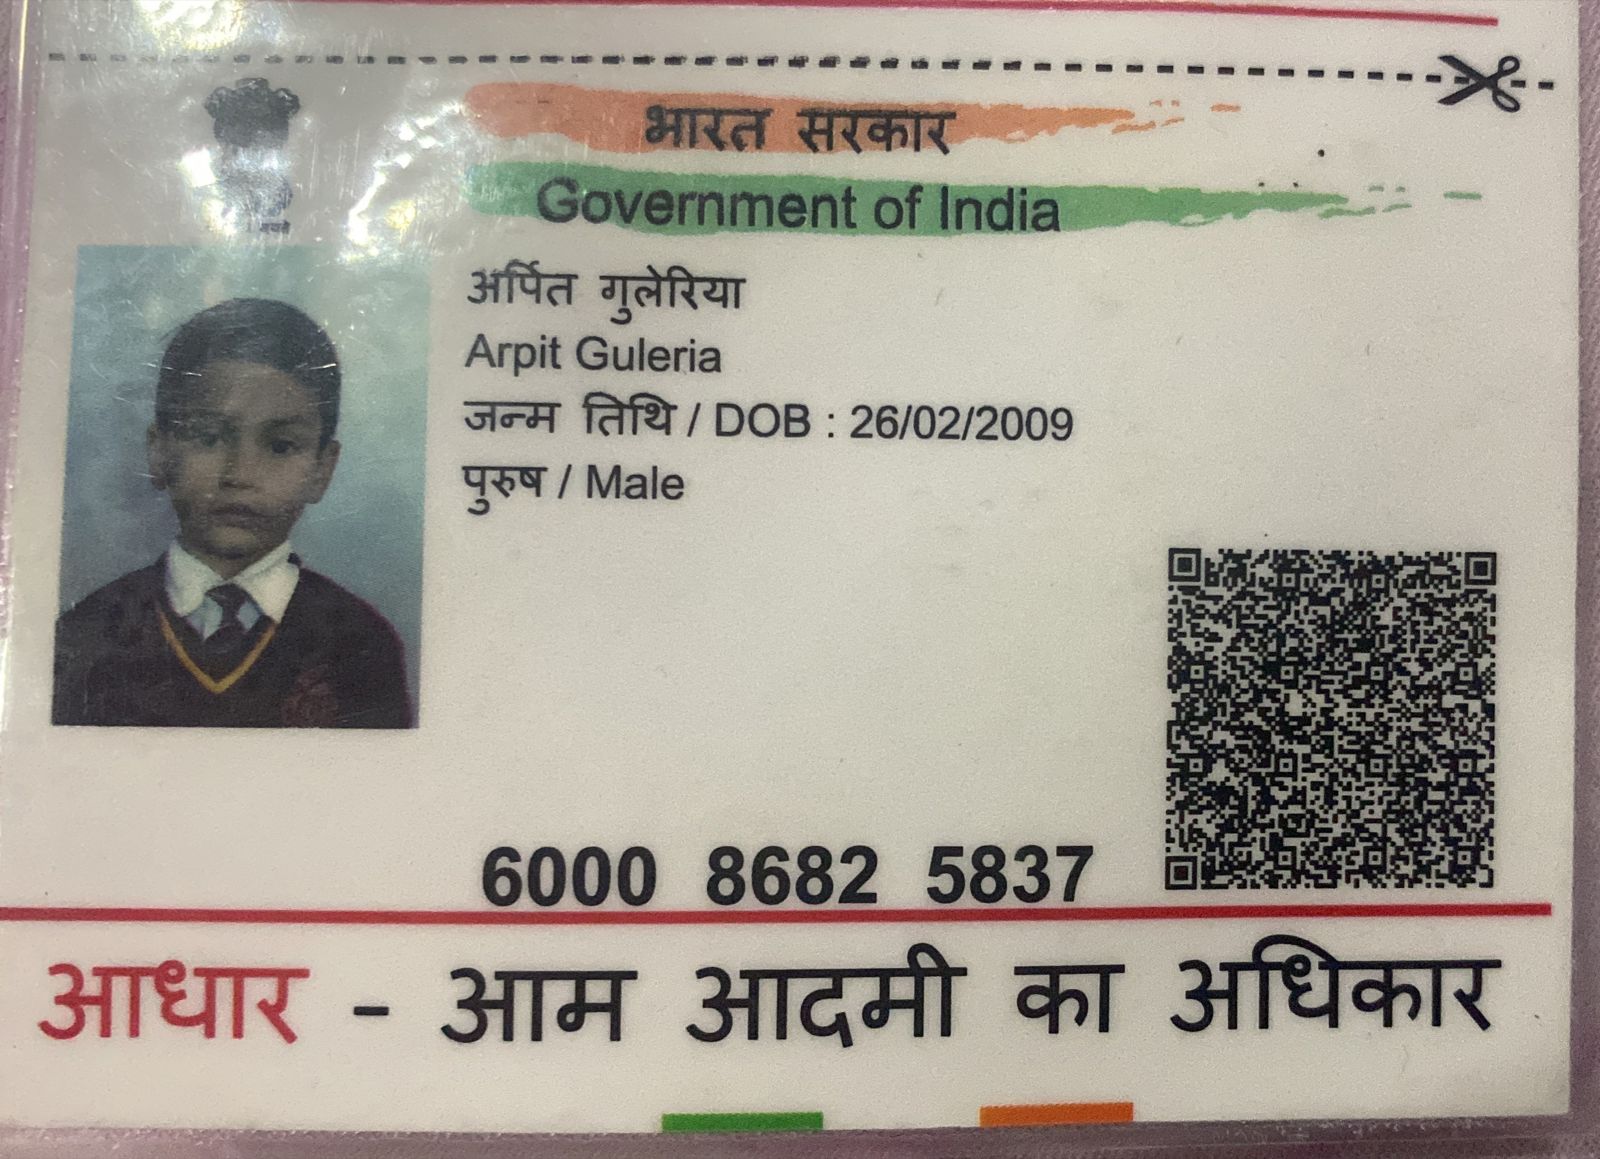 भारत सरकार
Government of India
अर्पित गुलेरिया
Arpit Guleria
जन्म तिथि / DOB : 26/02/2009
पुरुष / Male
6000 8682 5837
आधार - आम आदमी का अधिकार